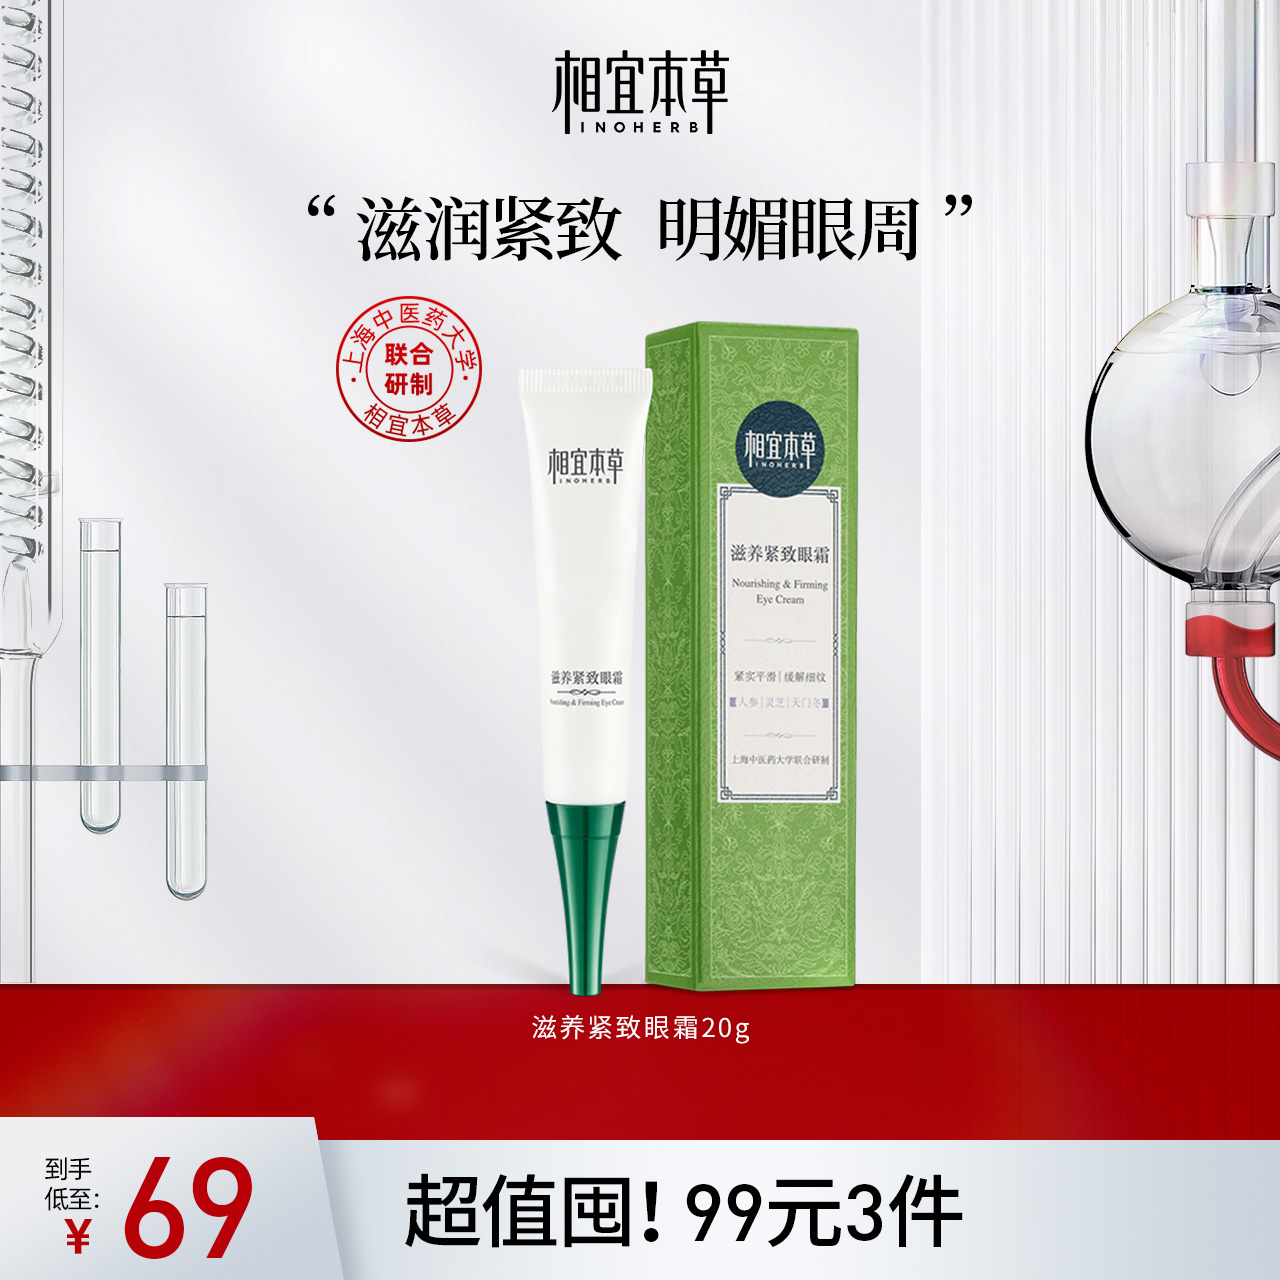 相宜本草
INOHERB
“滋润紧致 明媚眼周”
上海中医药大学
联合
研制
相宜本草
相宜本草
INOHERB
滋养紧致眼霜
Nourishing & Firming Eye Cream
相宜本草
INOHERB
滋养紧致眼霜
Nourishing & Firming
Eye Cream
紧实平滑|缓解细纹
人参|灵芝|天门冬
上海中医药大学联合研制
滋养紧致眼霜20g
到手
低至:
¥69
超值囤！99元3件